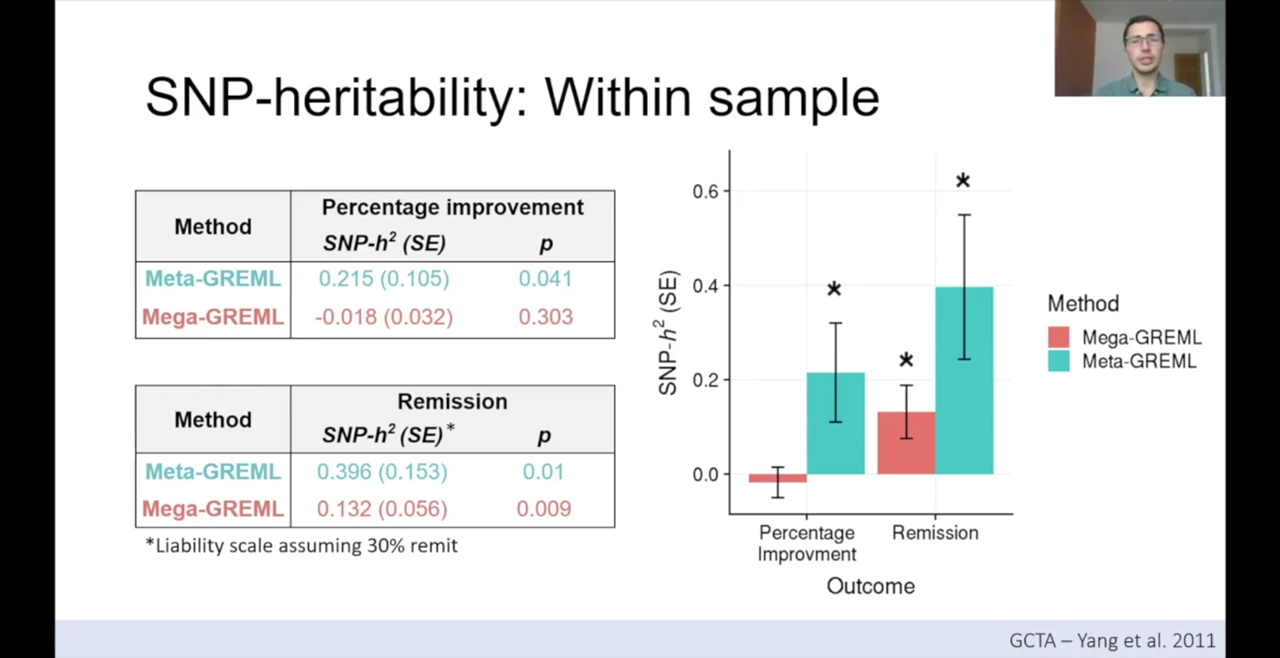 SNP-heritability: Within sample
Method
Percentage improvement
SNP-h² (SE)
p
Meta-GREML
0.215 (0.105)
0.041
Mega-GREML
-0.018 (0.032)
0.303
Method
Remission
SNP-h² (SE)*
p
Meta-GREML
0.396 (0.153)
0.01
Mega-GREML
0.132 (0.056)
0.009
*Liability scale assuming 30% remit
SNP-h² (SE)
0.6
0.4
0.2
0.0
*
*
*
Percentage
Improvment
Remission
Outcome
Method
Mega-GREML
Meta-GREML
GCTA – Yang et al. 2011